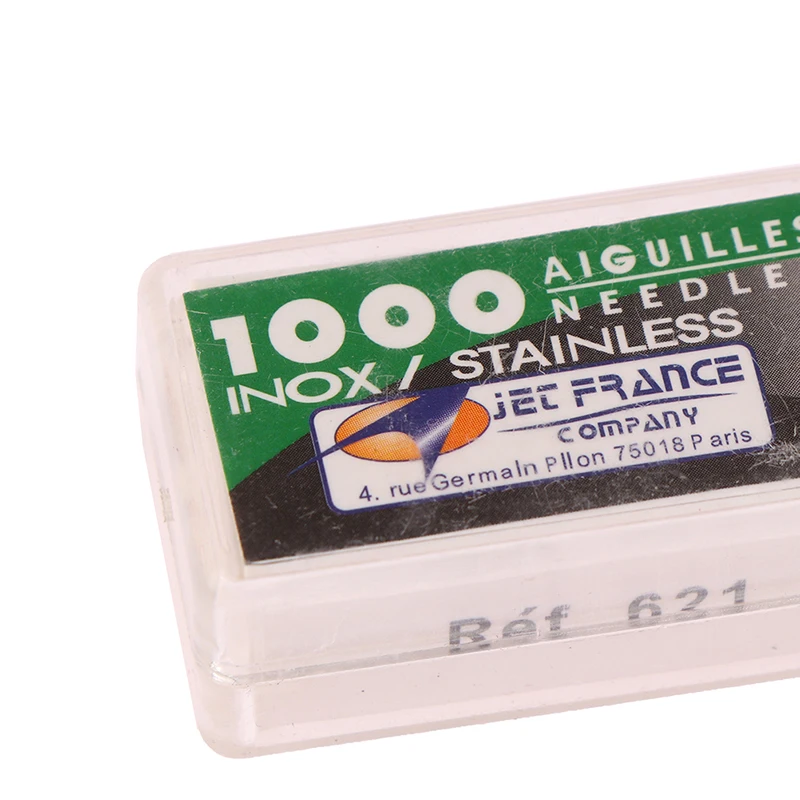 1000 AIGUILLES
NEEDLE
INOX / STAINLESS
JET FRANCE
COMPANY
4. rue Germaln Pllon 75018 Paris
Réf 621